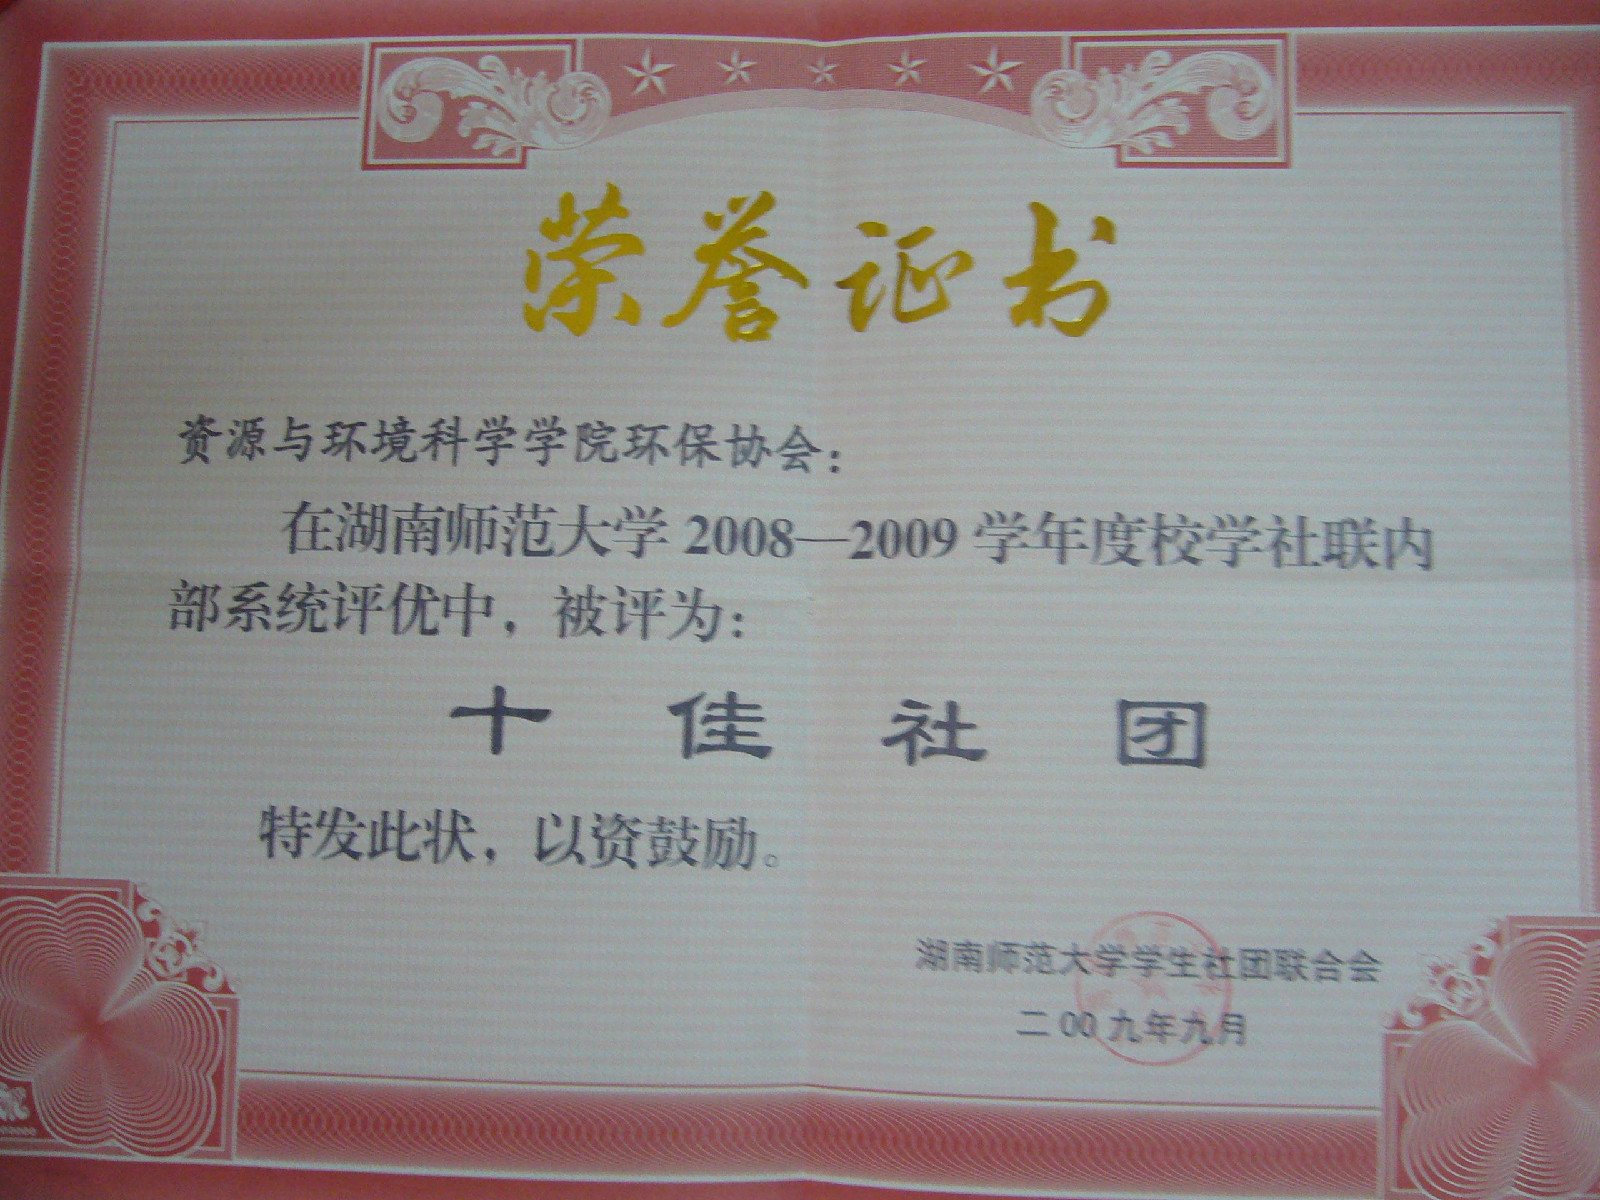 荣誉证书
资源与环境科学学院环保协会：
在湖南师范大学 2008—2009 学年度校学社联内
部系统评优中，被评为：
十 佳 社 团
特发此状，以资鼓励。
湖南师范大学学生社团联合会
二00九年九月